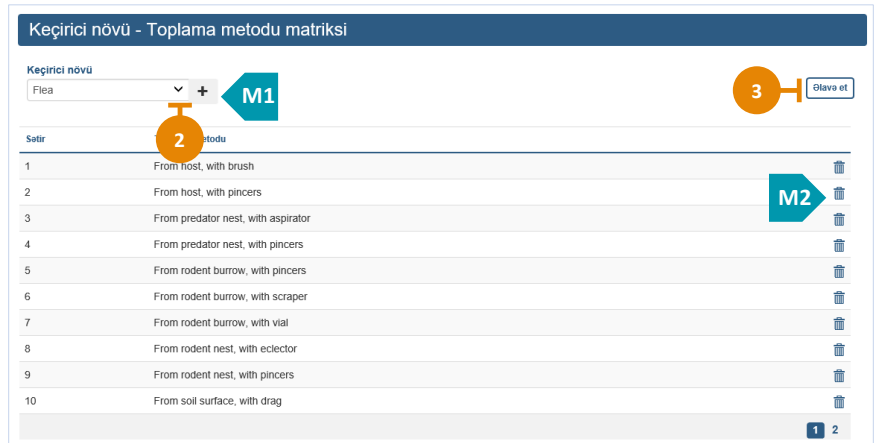 Keçirici növü - Toplama metodu matriksi
Keçirici növü
Flea
+
M1
3
Əlavə et
2
Sətir
etodu
1 From host, with brush
2 From host, with pincers
M2
3 From predator nest, with aspirator
4 From predator nest, with pincers
5 From rodent burrow, with pincers
6 From rodent burrow, with scraper
7 From rodent burrow, with vial
8 From rodent nest, with eclector
9 From rodent nest, with pincers
10 From soil surface, with drag
1 2